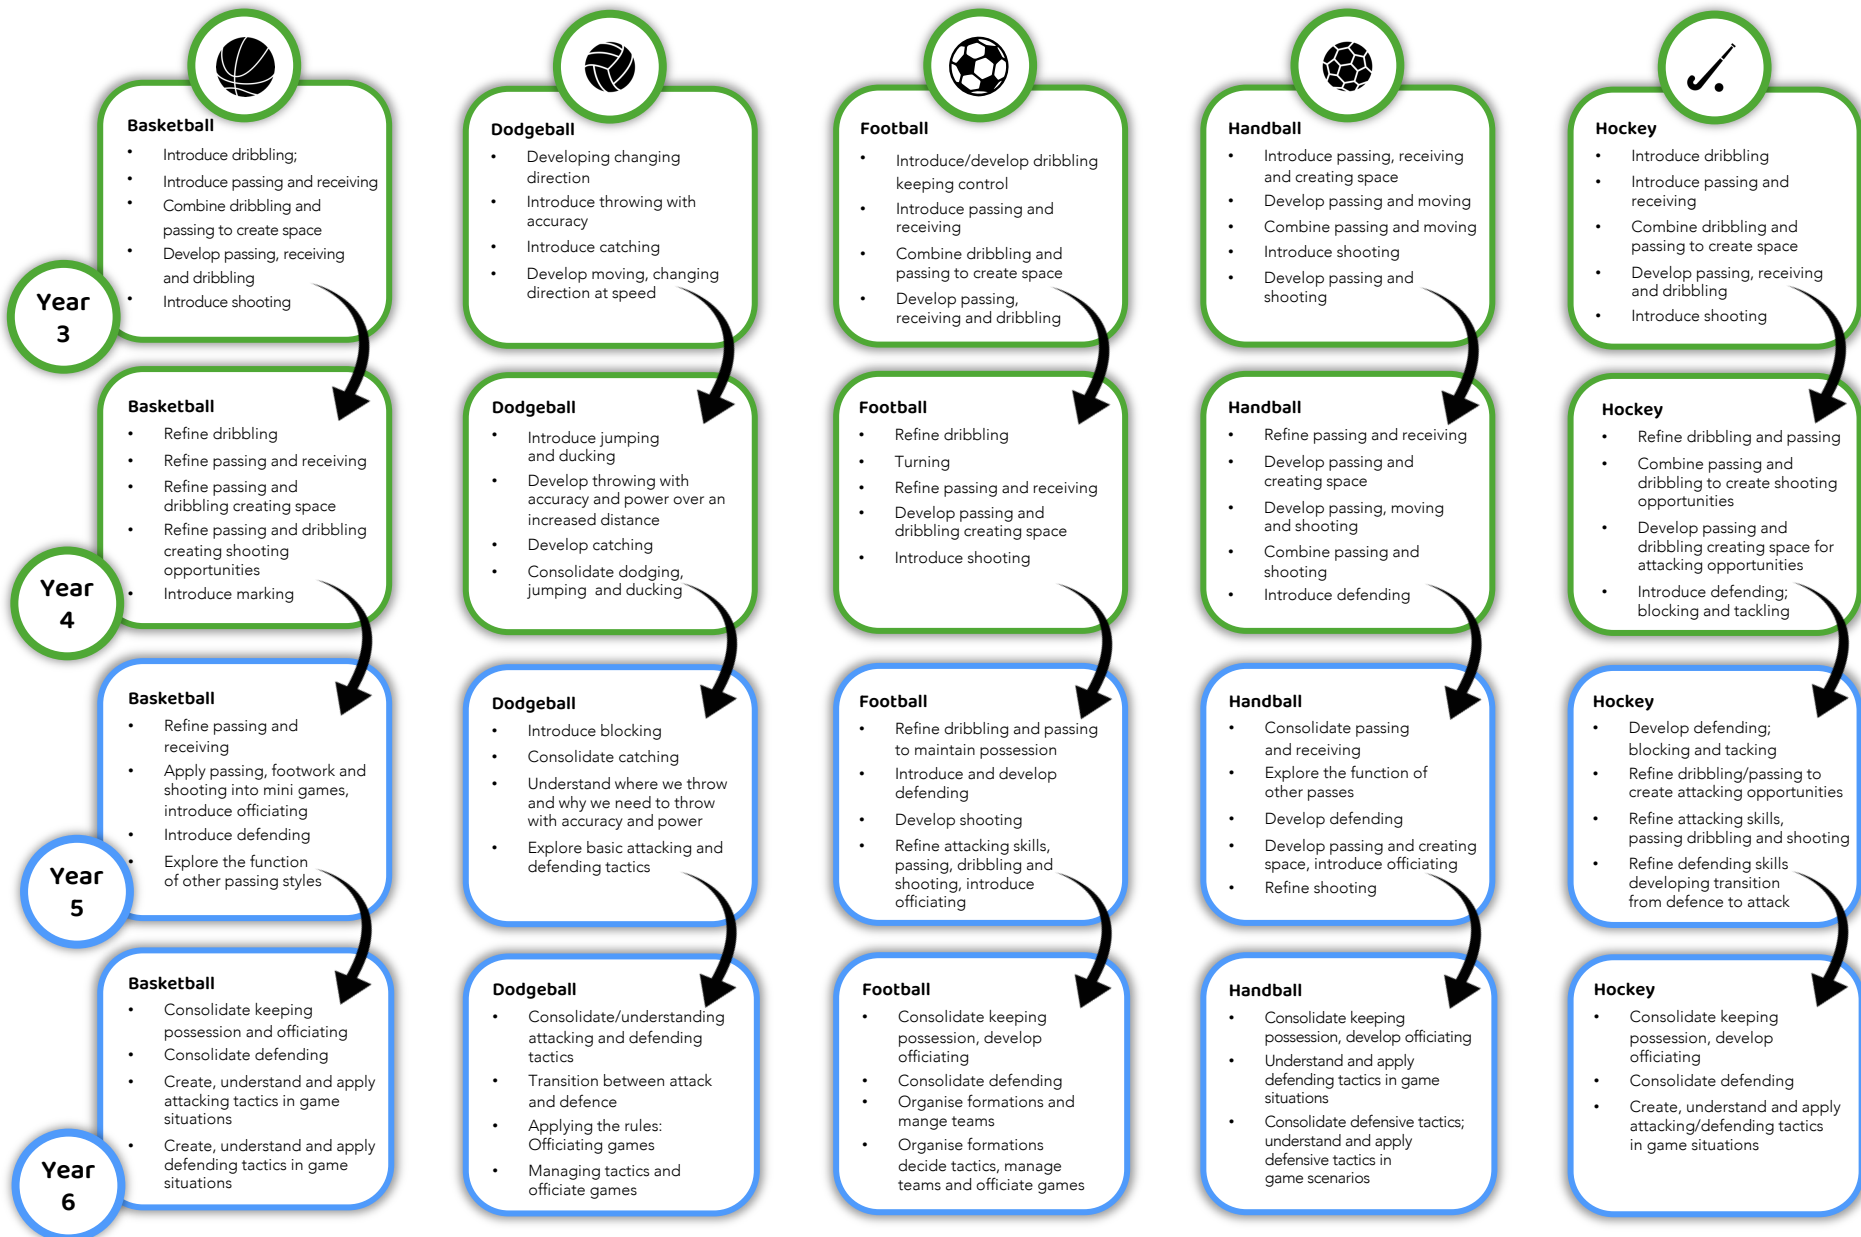 Year
3
Basketball
• Introduce dribbling;
• Introduce passing and receiving
• Combine dribbling and
passing to create space
• Develop passing, receiving
and dribbling
• Introduce shooting
Dodgeball
• Developing changing
direction
• Introduce throwing with
accuracy
• Introduce catching
• Develop moving, changing
direction at speed
Football
• Introduce/develop dribbling
keeping control
• Introduce passing and
receiving
• Combine dribbling and
passing to create space
• Develop passing,
receiving and dribbling
Handball
• Introduce passing, receiving
and creating space
• Develop passing and moving
• Combine passing and moving
• Introduce shooting
• Develop passing and
shooting
Hockey
• Introduce dribbling
• Introduce passing and
receiving
• Combine dribbling and
passing to create space
• Develop passing, receiving
and dribbling
• Introduce shooting
Year
4
Basketball
• Refine dribbling
• Refine passing and receiving
• Refine passing and
dribbling creating space
• Refine passing and dribbling
creating shooting
opportunities
• Introduce marking
Dodgeball
• Introduce jumping
and ducking
• Develop throwing with
accuracy and power over an
increased distance
• Develop catching
• Consolidate dodging,
jumping and ducking
Football
• Refine dribbling
• Turning
• Refine passing and receiving
• Develop passing and
dribbling creating space
• Introduce shooting
Handball
• Refine passing and receiving
• Develop passing and
creating space
• Develop passing, moving
and shooting
• Combine passing and
shooting
• Introduce defending
Hockey
• Refine dribbling and passing
• Combine passing and
dribbling to create shooting
opportunities
• Develop passing and
dribbling creating space for
attacking opportunities
• Introduce defending;
blocking and tackling
Year
5
Basketball
• Refine passing and
receiving
• Apply passing, footwork and
shooting into mini games,
introduce officiating
• Introduce defending
• Explore the function
of other passing styles
Dodgeball
• Introduce blocking
• Consolidate catching
• Understand where we throw
and why we need to throw
with accuracy and power
• Explore basic attacking and
defending tactics
Football
• Refine dribbling and passing
to maintain possession
• Introduce and develop
defending
• Develop shooting
• Refine attacking skills,
passing, dribbling and
shooting, introduce
officiating
Handball
• Consolidate passing
and receiving
• Explore the function of
other passes
• Develop defending
• Develop passing and creating
space, introduce officiating
• Refine shooting
Hockey
• Develop defending;
blocking and tacking
• Refine dribbling/passing to
create attacking opportunities
• Refine attacking skills,
passing dribbling and shooting
• Refine defending skills
developing transition
from defence to attack
Year
6
Basketball
• Consolidate keeping
possession and officiating
• Consolidate defending
• Create, understand and apply
attacking tactics in game
situations
• Create, understand and apply
defending tactics in game
situations
Dodgeball
• Consolidate/understanding
attacking and defending
tactics
• Transition between attack
and defence
• Applying the rules:
Officiating games
• Managing tactics and
officiate games
Football
• Consolidate keeping
possession, develop
officiating
• Consolidate defending
• Organise formations and
mange teams
• Organise formations
decide tactics, manage
teams and officiate games
Handball
• Consolidate keeping
possession, develop officiating
• Understand and apply
defending tactics in game
situations
• Consolidate defensive tactics;
understand and apply
defensive tactics in
game scenarios
Hockey
• Consolidate keeping
possession, develop
officiating
• Consolidate defending
• Create, understand and apply
attacking/defending tactics
in game situations